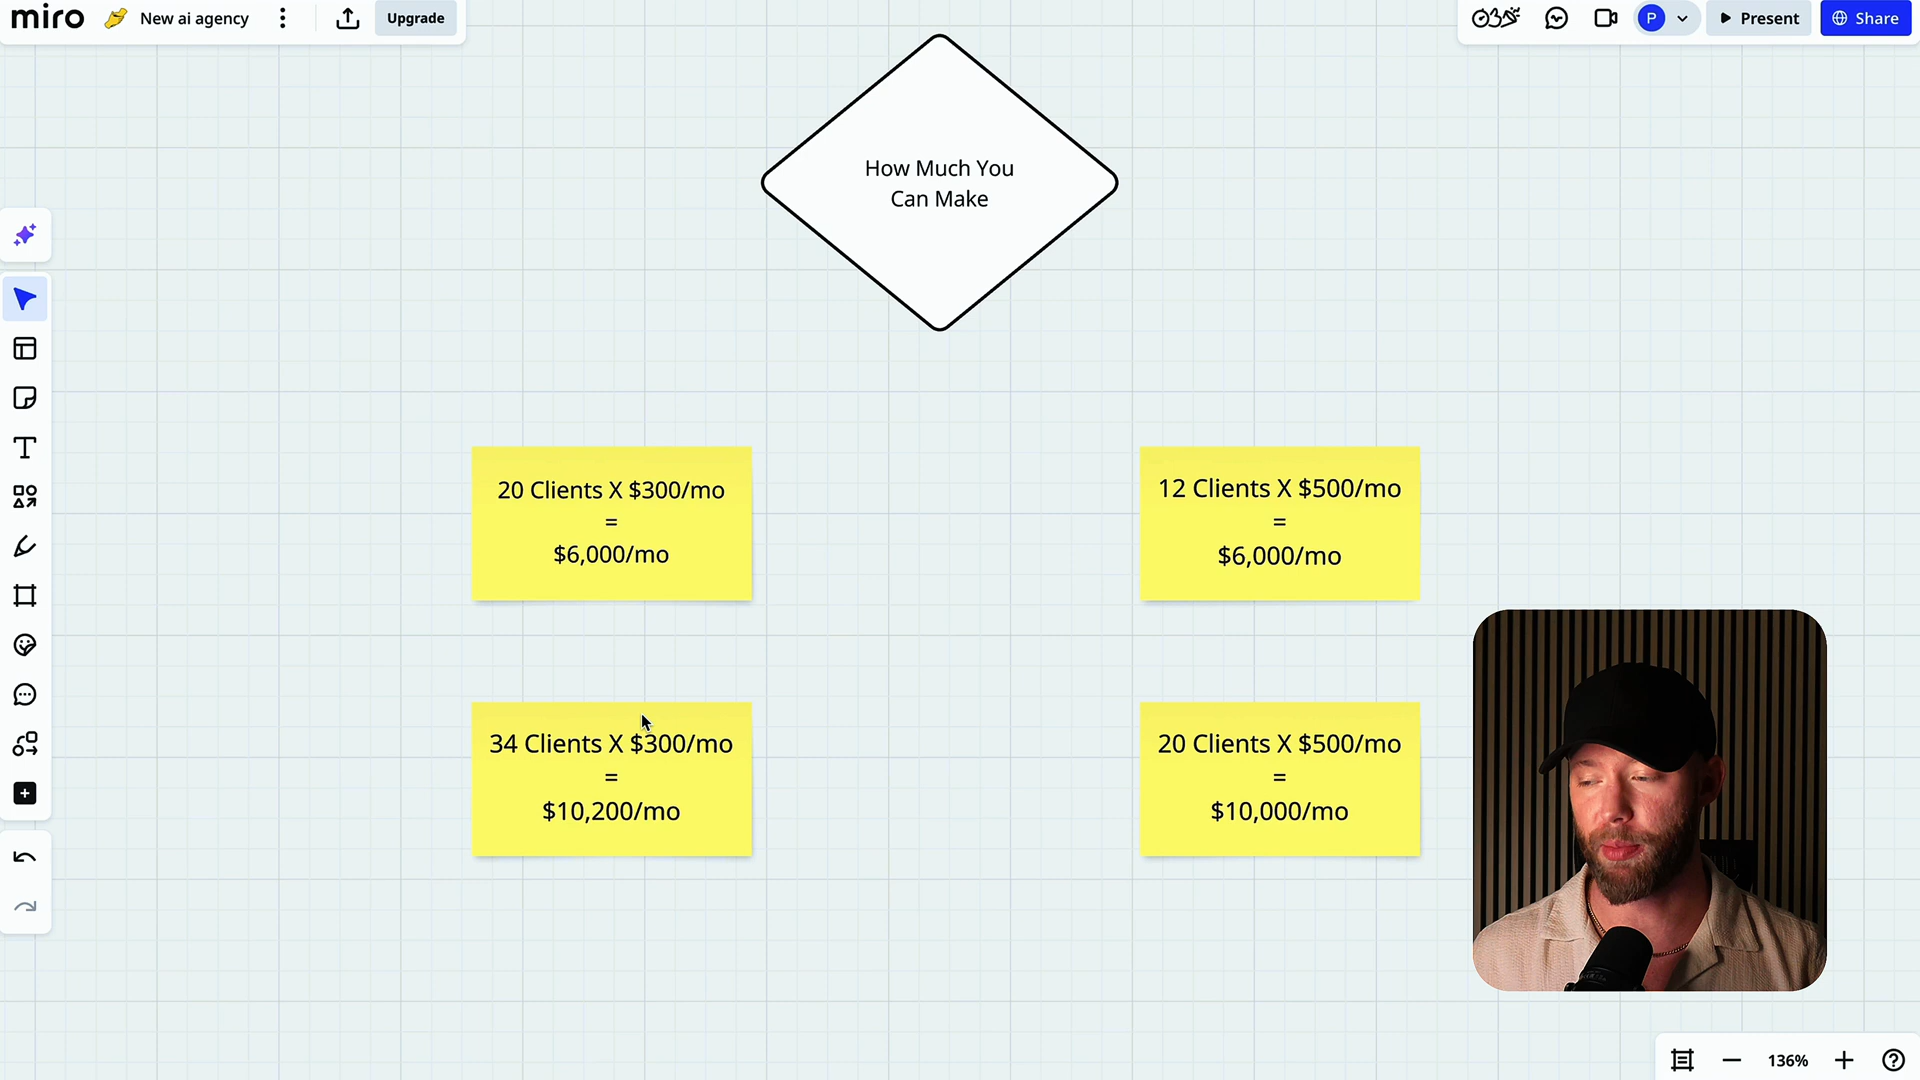 miro
New ai agency
Upgrade
P
Present
Share
How Much You
Can Make
20 Clients X $300/mo
=
$6,000/mo
12 Clients X $500/mo
=
$6,000/mo
34 Clients X $300/mo
=
$10,200/mo
20 Clients X $500/mo
=
$10,000/mo
136%